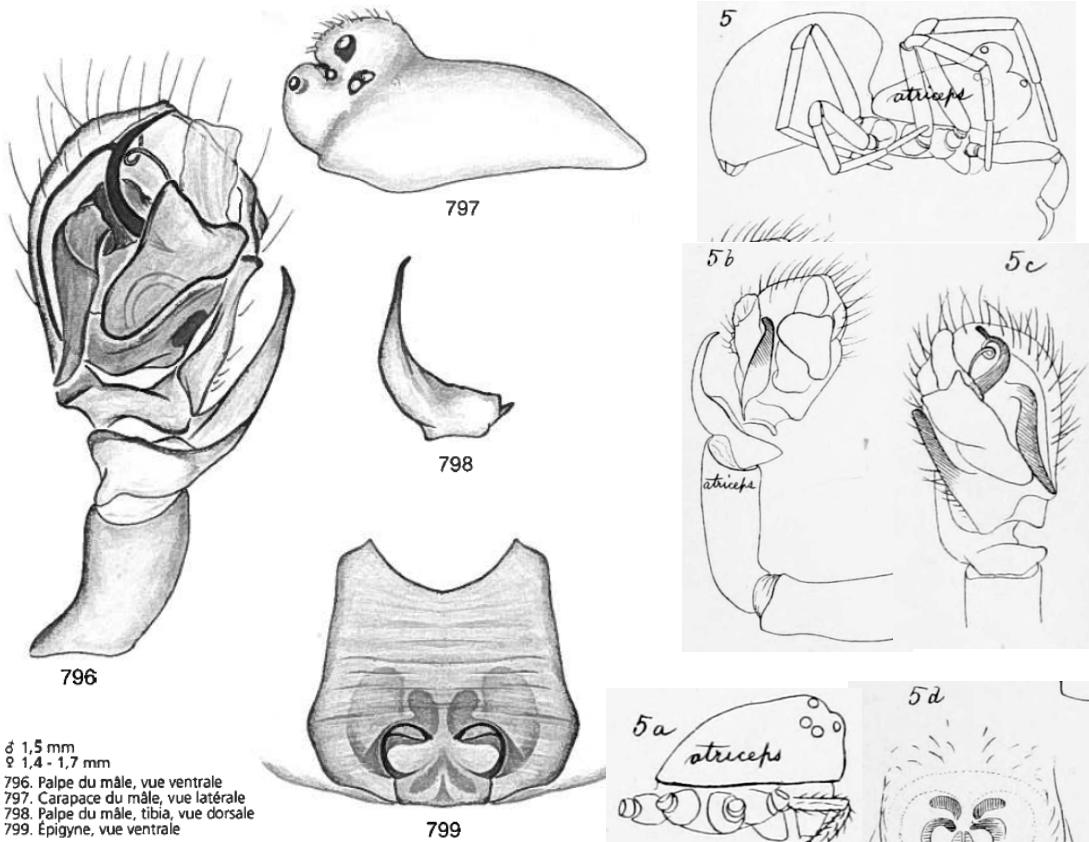 797
796
798
799
♂ 1,5 mm
♀ 1,4 - 1,7 mm
796. Palpe du mâle, vue ventrale
797. Carapace du mâle, vue latérale
798. Palpe du mâle, tibia, vue dorsale
799. Épigyne, vue ventrale
5
atriceps
5b
5c
atriceps
5a
atriceps
5d